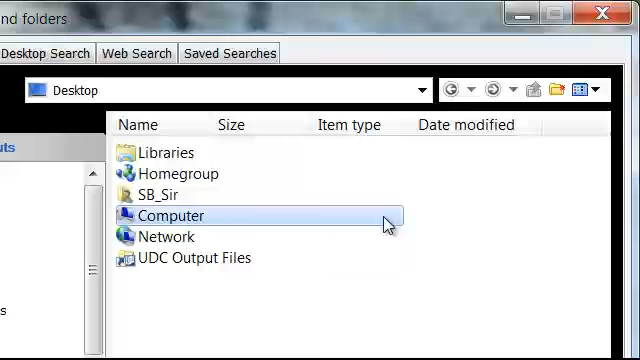 nd folders
Desktop Search Web Search Saved Searches
Desktop
Name Size Item type Date modified
uts
Libraries
Homegroup
SB_Sir
Computer
Network
UDC Output Files
s